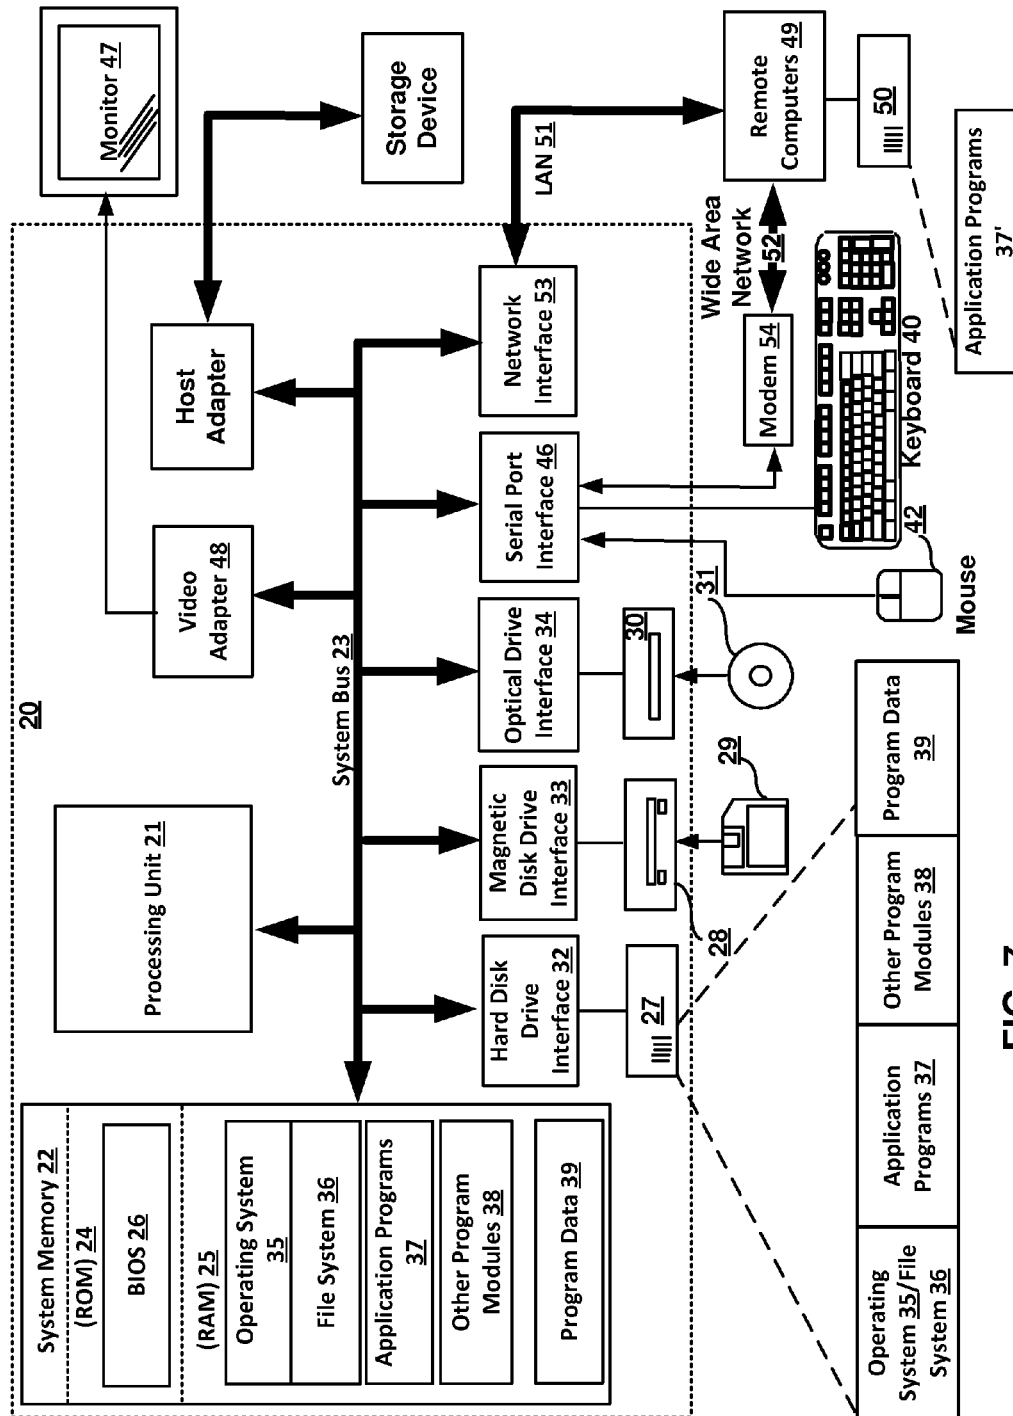 20
System Memory 22
(ROM) 24
BIOS 26
(RAM) 25
Operating System
35
File System 36
Application Programs
37
Other Program
Modules 38
Program Data 39
Processing Unit 21
Video
Adapter 48
Host
Adapter
Monitor 47
Storage
Device
System Bus 23
Hard Disk
Drive
Interface 32
Magnetic
Disk Drive
Interface 33
Optical Drive
Interface 34
Serial Port
Interface 46
Network
Interface 53
LAN 51
27
28
29
30
31
Wide Area
Network
52
Modem 54
Remote
Computers 49
50
Mouse
42
Keyboard 40
Operating
System 35/File
System 36
Application
Programs 37
Other Program
Modules 38
Program Data
39
Application Programs
37'